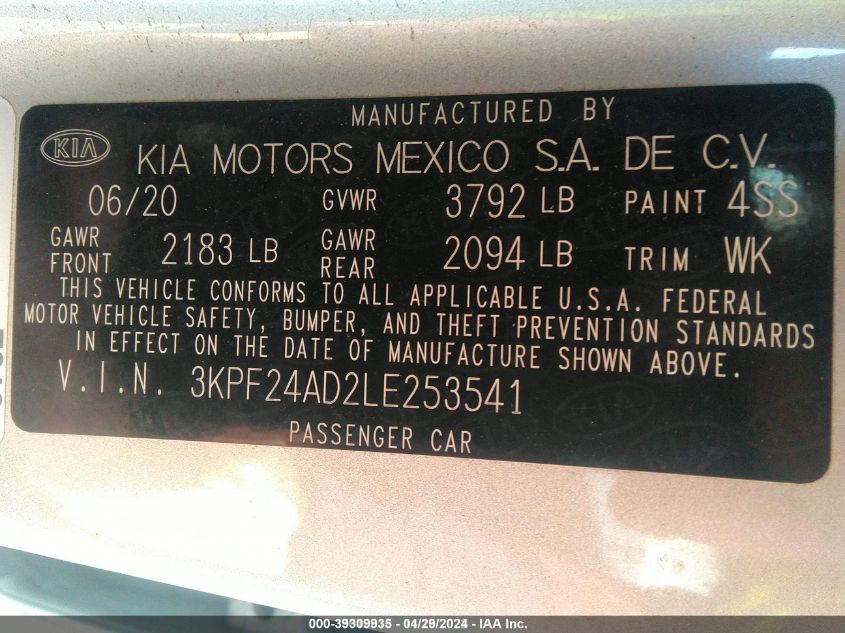 MANUFACTURED BY
KIA KIA MOTORS MEXICO S.A. DE C.V.
06/20 GVWR 3792 LB PAINT 4SS
GAWR FRONT 2183 LB GAWR REAR 2094 LB TRIM WK
THIS VEHICLE CONFORMS TO ALL APPLICABLE U.S.A. FEDERAL
MOTOR VEHICLE SAFETY, BUMPER, AND THEFT PREVENTION STANDARDS
IN EFFECT ON THE DATE OF MANUFACTURE SHOWN ABOVE.
V.I.N. 3KPF24AD2LE253541
PASSENGER CAR
000-39309935 - 04/29/2024 - IAA Inc.